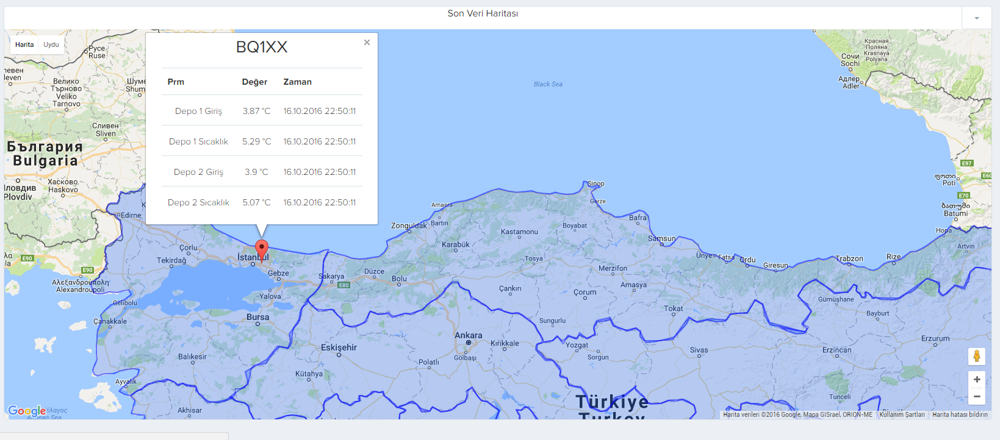 Son Veri Haritası
Harita Uydu
BQ1XX
×
Prm Değer Zaman
Depo 1 Giriş 3.87 °C 16.10.2016 22:50:11
Depo 1 Sıcaklık 5.29 °C 16.10.2016 22:50:11
Depo 2 Giriş 3.9 °C 16.10.2016 22:50:11
Depo 2 Sıcaklık 5.07 °C 16.10.2016 22:50:11
Русе
Ruse
Велико
Търново
Veliko
Tarnovo
Шуме
Shum
Сливен
Sliven
България
Bulgaria
Хасково
Haskovo
Пловдив
Plovdiv
Edirne
Black Sea
Красная
Поляна
Krasnaya
Polyana
Сочи
Sochi
Адлер
Adler
E97
E60
ფოთი
Poti
E70
ბათუმი
Batumi
Hopa
Artvin
Sinop
Gerze
Amasra
Bartın
Zonguldak
Bafra
Boyabat
Kastamonu
Karabük
Samsun
Ünye
Fatsa
Ordu
Giresun
Trabzon
Rize
Çorlu
İstanbul
Tekirdağ
Gebze
E90
E90
Αλεξανδρούπολη
Alexandroupoli
Sakarya
Düzce
Bolu
E80
Tosya
Merzifon
Amasya
Çankırı
Çorum
Yalova
Gelibolu
Çanakkale
Bursa
Tokat
Gümüşhane
Bayburt
Sungurlu
Ankara
Kırıkkale
Gölbaşı
Eskişehir
Polatlı
Yozgat
Sorgun
Sivas
Erzincan
Erzurum
Balıkesir
Kütahya
Ayvalık
Akhisar
Türkiye
Turkey
Tunceli
Aegean Sea
Google
Harita verileri ©2016 Google, Mapa GISrael, ORION-ME Kullanım Şartları Harita hatası bildirin